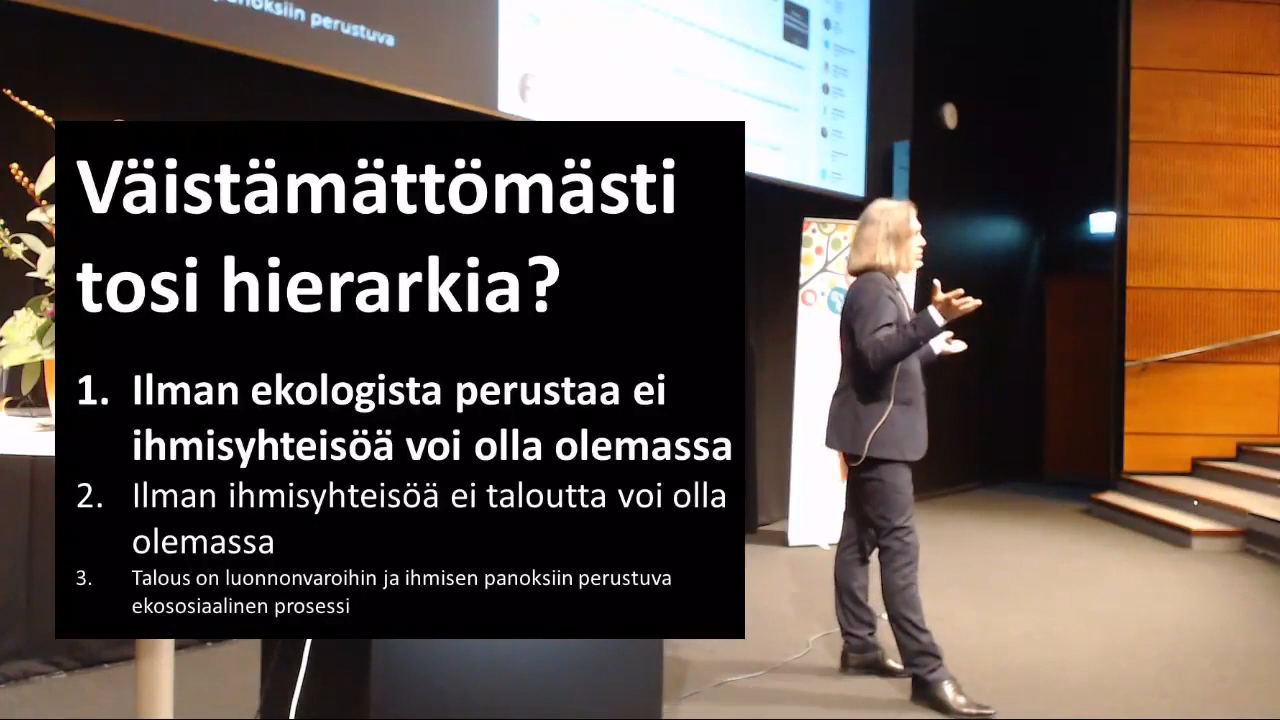 panoksiin perustuva
Väistämättömästi
tosi hierarkia?
1. Ilman ekologista perustaa ei
ihmisyhteisöä voi olla olemassa
2. Ilman ihmisyhteisöä ei taloutta voi olla
olemassa
3. Talous on luonnonvaroihin ja ihmisen panoksiin perustuva
ekososiaalinen prosessi